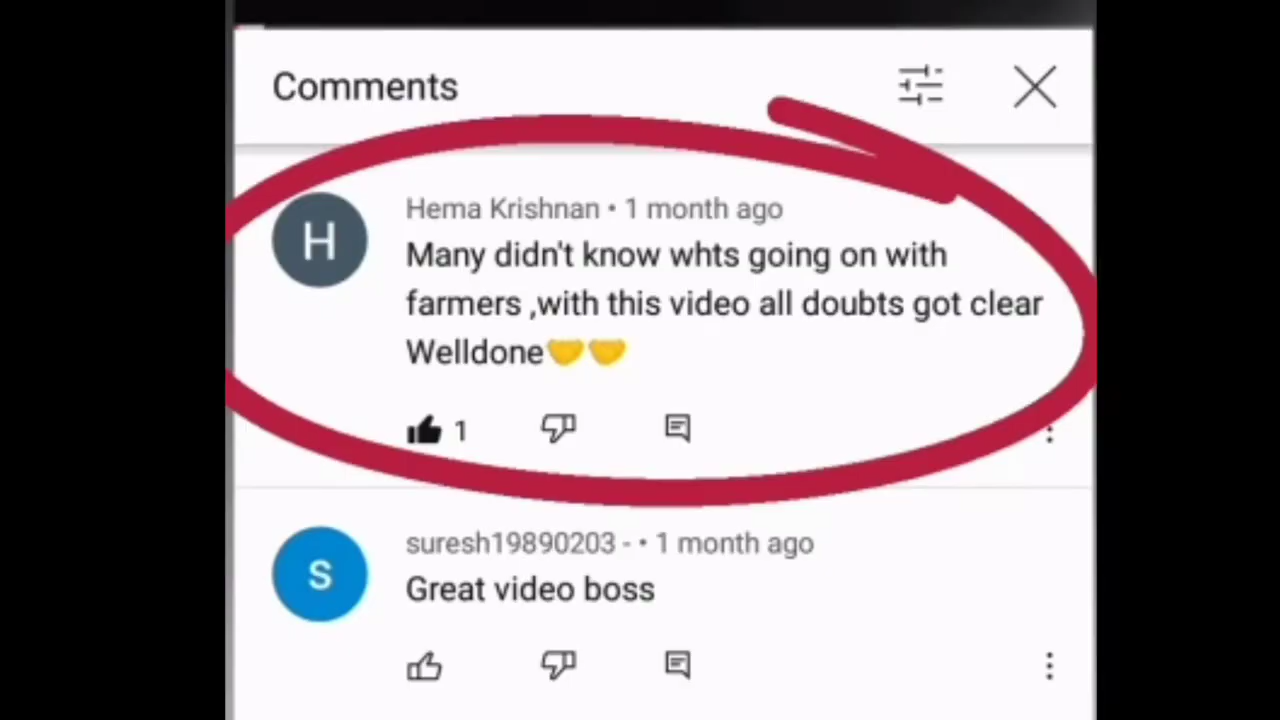 Comments
H
Hema Krishnan • 1 month ago
Many didn't know whts going on with
farmers ,with this video all doubts got clear
Welldone🤝🤝
1
S
suresh19890203 - • 1 month ago
Great video boss